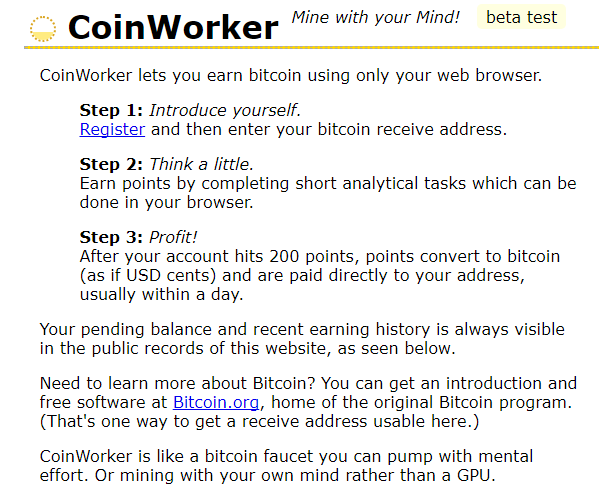 CoinWorker Mine with your Mind! beta test
CoinWorker lets you earn bitcoin using only your web browser.
Step 1: Introduce yourself.
Register and then enter your bitcoin receive address.
Step 2: Think a little.
Earn points by completing short analytical tasks which can be
done in your browser.
Step 3: Profit!
After your account hits 200 points, points convert to bitcoin
(as if USD cents) and are paid directly to your address,
usually within a day.
Your pending balance and recent earning history is always visible
in the public records of this website, as seen below.
Need to learn more about Bitcoin? You can get an introduction and
free software at Bitcoin.org, home of the original Bitcoin program.
(That's one way to get a receive address usable here.)
CoinWorker is like a bitcoin faucet you can pump with mental
effort. Or mining with your own mind rather than a GPU.